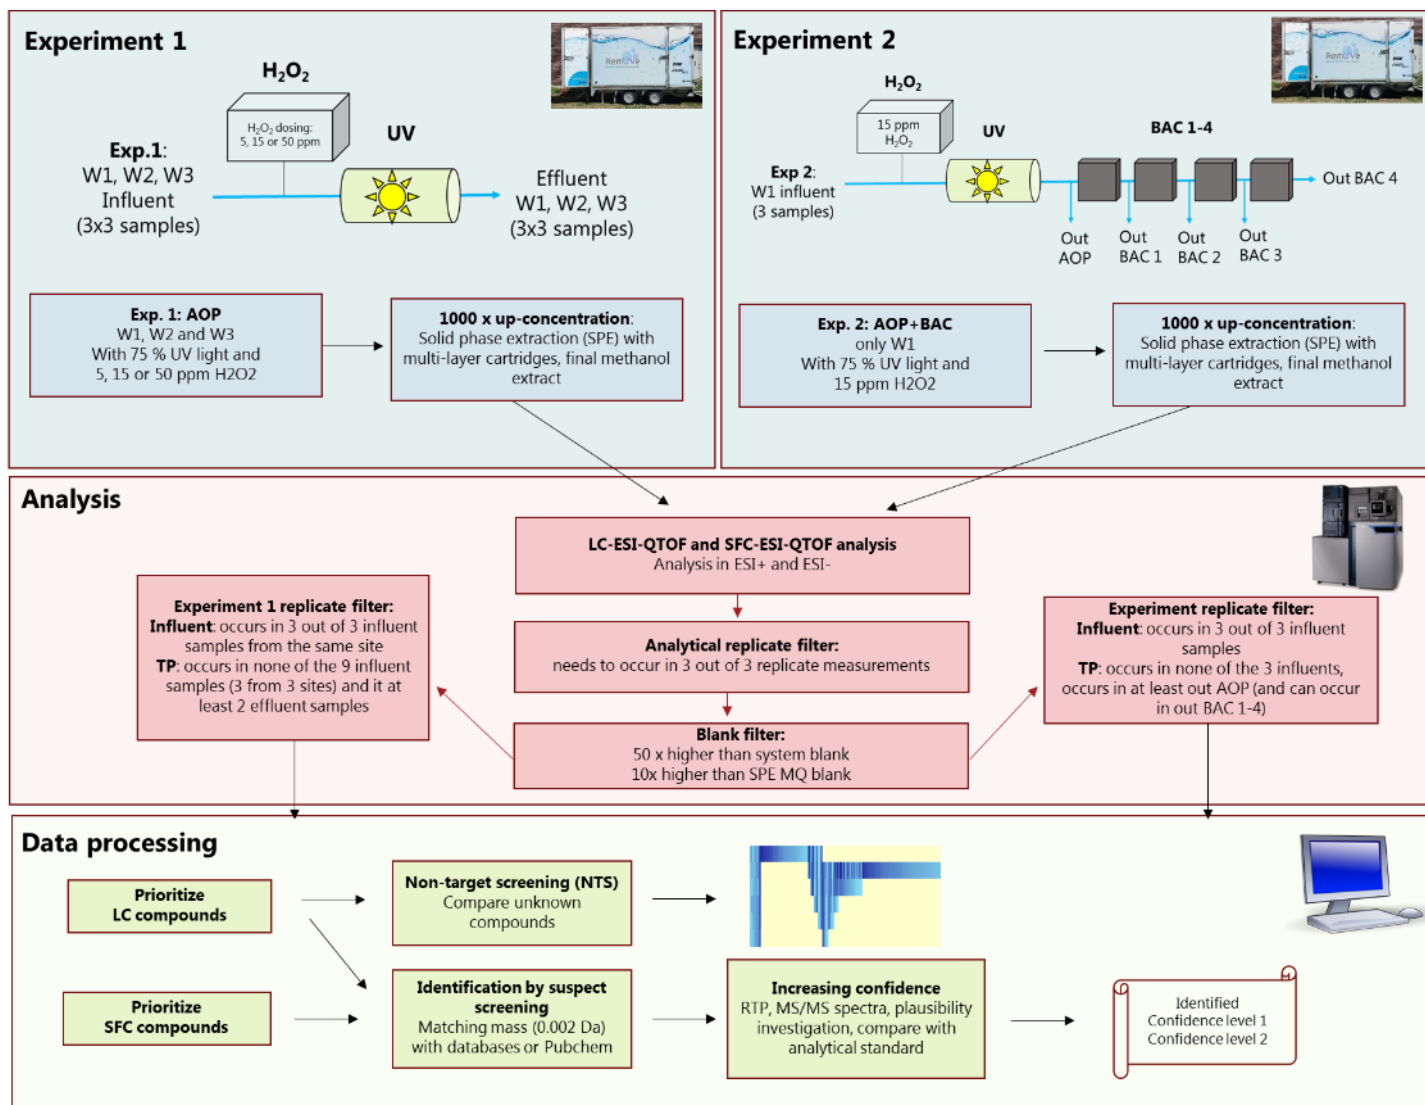 Experiment 1
RemoVe
H₂O₂
H₂O₂ dosing:
5, 15 or 50 ppm
UV
Exp.1:
W1, W2, W3
Influent
(3x3 samples)
Effluent
W1, W2, W3
(3x3 samples)
Exp. 1: AOP
W1, W2 and W3
With 75 % UV light and
5, 15 or 50 ppm H2O2
1000 x up-concentration:
Solid phase extraction (SPE) with
multi-layer cartridges, final methanol
extract
Experiment 2
RemoVe
H₂O₂
15 ppm
H₂O₂
UV
BAC 1-4
Exp 2:
W1 influent
(3 samples)
Out BAC 4
Out
AOP
Out
BAC 1
Out
BAC 2
Out
BAC 3
Exp. 2: AOP+BAC
only W1
With 75 % UV light and
15 ppm H2O2
1000 x up-concentration:
Solid phase extraction (SPE) with
multi-layer cartridges, final methanol
extract
Analysis
LC-ESI-QTOF and SFC-ESI-QTOF analysis
Analysis in ESI+ and ESI-
Analytical replicate filter:
needs to occur in 3 out of 3 replicate measurements
Blank filter:
50 x higher than system blank
10x higher than SPE MQ blank
Experiment 1 replicate filter:
Influent: occurs in 3 out of 3 influent
samples from the same site
TP: occurs in none of the 9 influent
samples (3 from 3 sites) and it at
least 2 effluent samples
Experiment replicate filter:
Influent: occurs in 3 out of 3 influent
samples
TP: occurs in none of the 3 influents,
occurs in at least out AOP (and can occur
in out BAC 1-4)
Data processing
Prioritize
LC compounds
Non-target screening (NTS)
Compare unknown
compounds
Prioritize
SFC compounds
Identification by suspect
screening
Matching mass (0.002 Da)
with databases or Pubchem
Increasing confidence
RTP, MS/MS spectra, plausibility
investigation, compare with
analytical standard
Identified
Confidence level 1
Confidence level 2